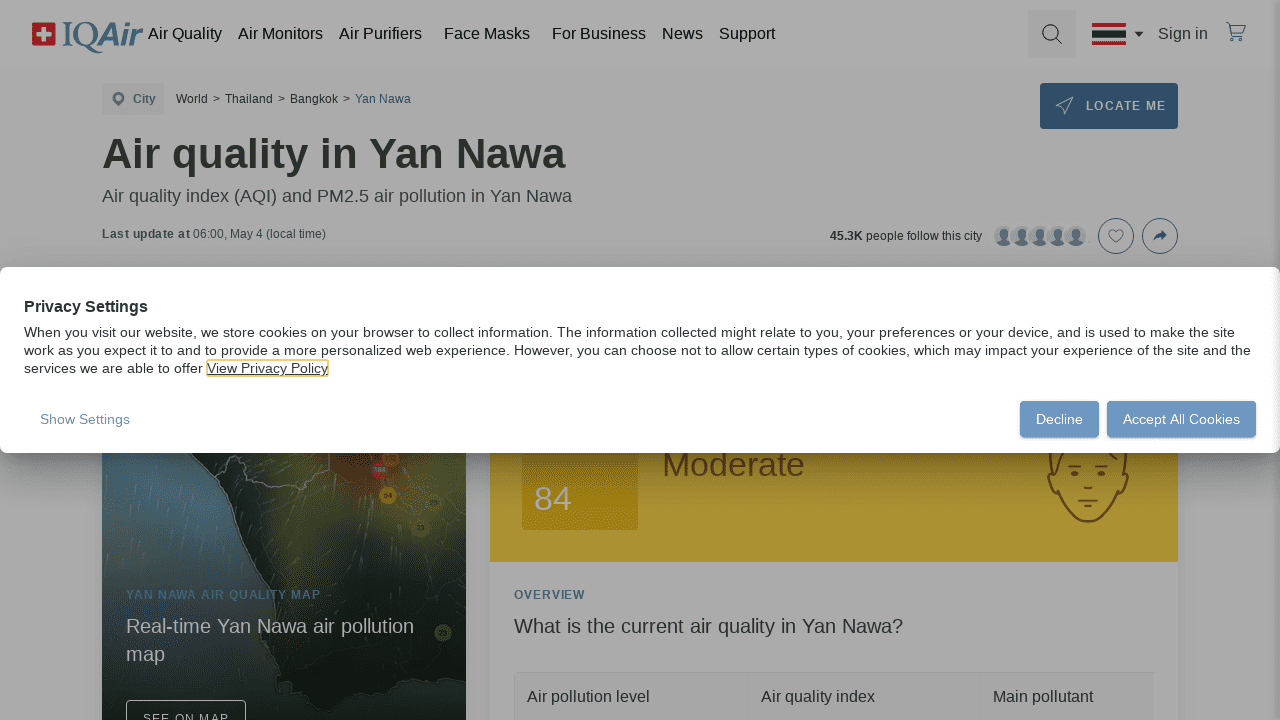 IQAir
Air Quality Air Monitors Air Purifiers Face Masks For Business News Support Sign in
City World > Thailand > Bangkok > Yan Nawa
LOCATE ME
Air quality in Yan Nawa
Air quality index (AQI) and PM2.5 air pollution in Yan Nawa
Last update at 06:00, May 4 (local time)
45.3K people follow this city
Privacy Settings
When you visit our website, we store cookies on your browser to collect information. The information collected might relate to you, your preferences or your device, and is used to make the site
work as you expect it to and to provide a more personalized web experience. However, you can choose not to allow certain types of cookies, which may impact your experience of the site and the
services we are able to offer View Privacy Policy
Show Settings Decline Accept All Cookies
Moderate
84
YAN NAWA AIR QUALITY MAP
Real-time Yan Nawa air pollution
map
SEE ON MAP
OVERVIEW
What is the current air quality in Yan Nawa?
Air pollution level Air quality index Main pollutant